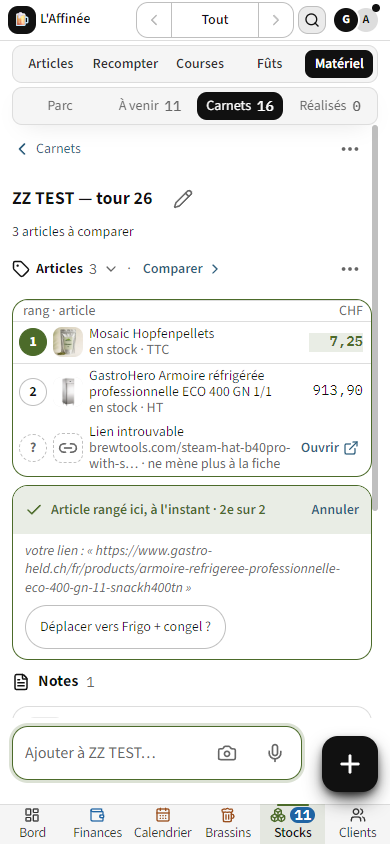 L'Affinée
Tout
G
A
Articles Recompter Courses Fûts Matériel
Parc À venir 11 Carnets 16 Réalisés 0
Carnets
ZZ TEST — tour 26
3 articles à comparer
Articles 3 · Comparer
rang · article CHF
1 Mosaic Hopfenpellets 7,25
en stock · TTC
2 GastroHero Armoire réfrigérée
professionnelle ECO 400 GN 1/1 913,90
en stock · HT
? Lien introuvable
brewtools.com/steam-hat-b40pro- Ouvrir
with-s… · ne mène plus à la fiche
Article rangé ici, à l'instant · 2e sur 2 Annuler
votre lien : « https://www.gastro-
held.ch/fr/products/armoire-refrigeree-professionnelle-
eco-400-gn-11-snackh400tn »
Déplacer vers Frigo + congel ?
Notes 1
Ajouter à ZZ TEST…
11
Bord Finances Calendrier Brassins Stocks Clients